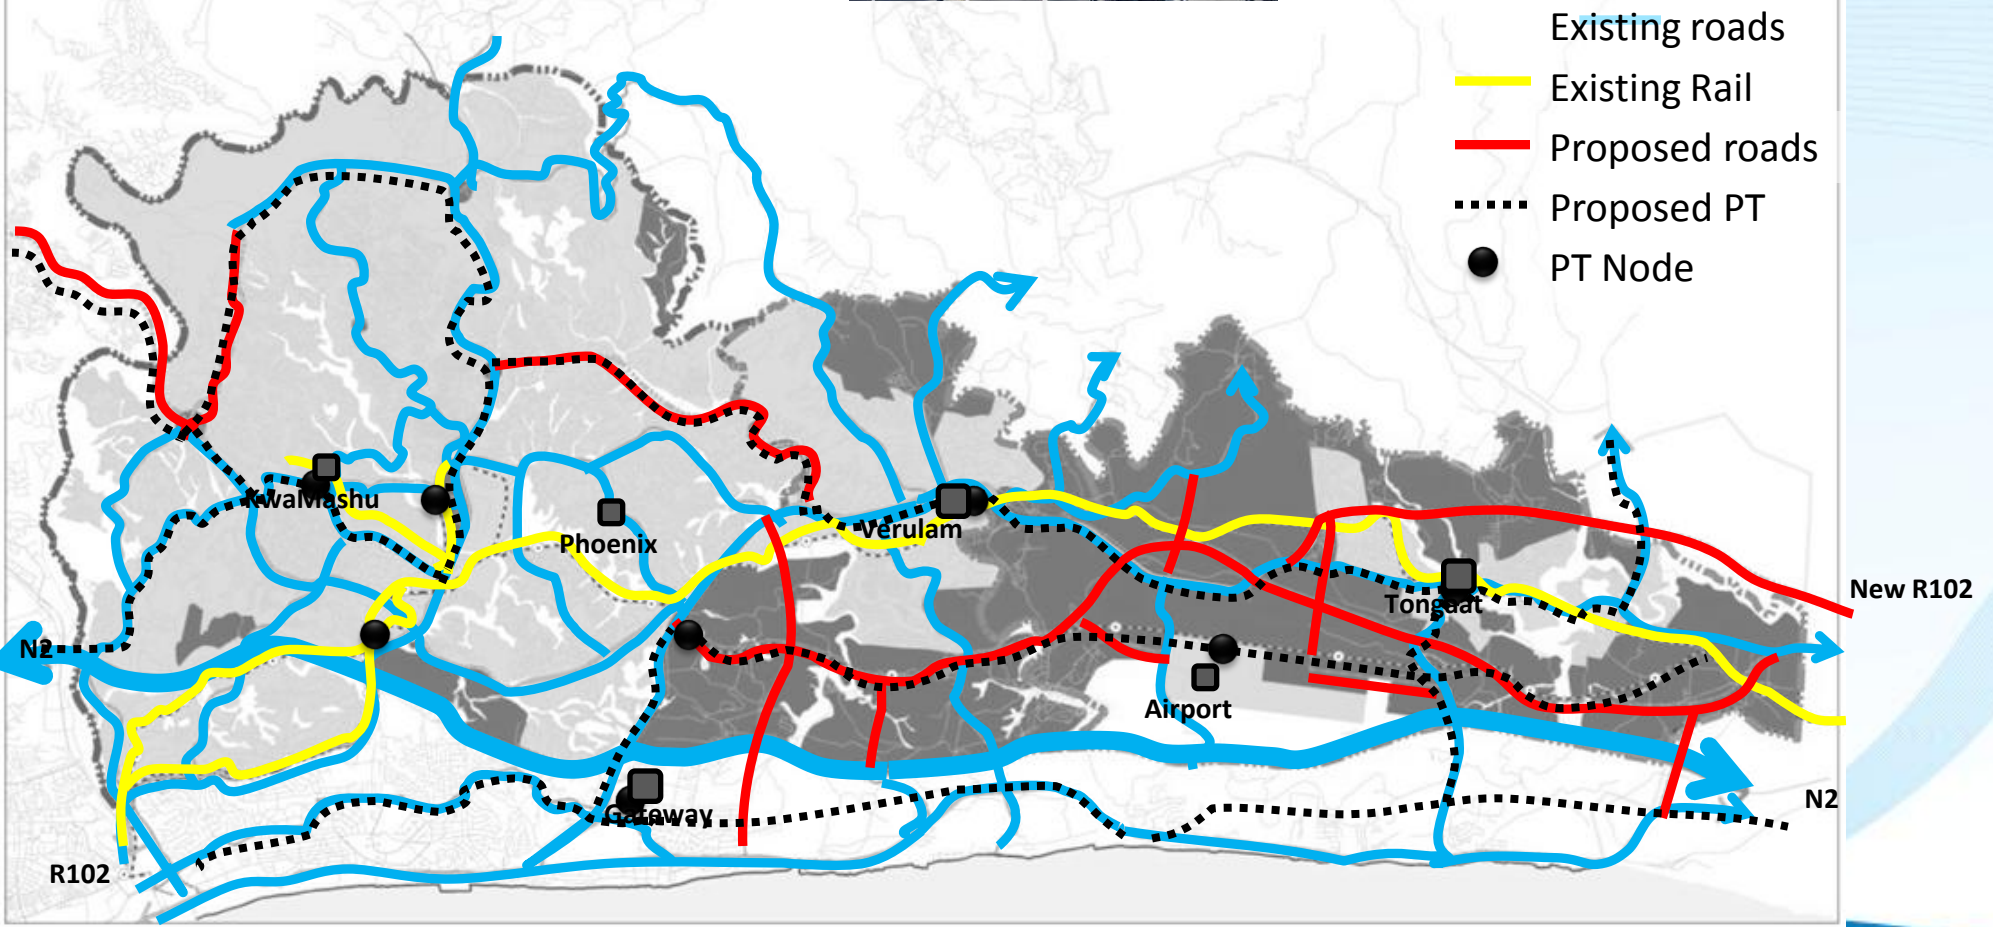 Existing roads
Existing Rail
Proposed roads
Proposed PT
PT Node
KwaMashu
Phoenix
Verulam
Tongaat
New R102
N2
Airport
Gateway
N2
R102